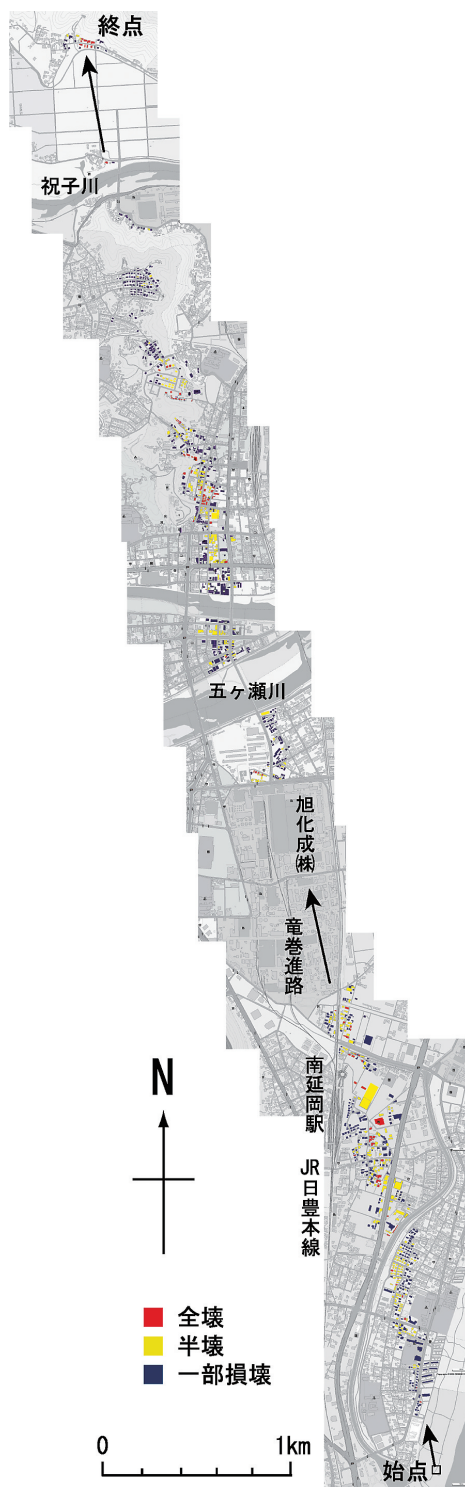 終点
祝子川
五ヶ瀬川
旭化成㈱
竜巻進路
南延岡駅
JR日豊本線
N
全壊
半壊
一部損壊
0 1km
始点